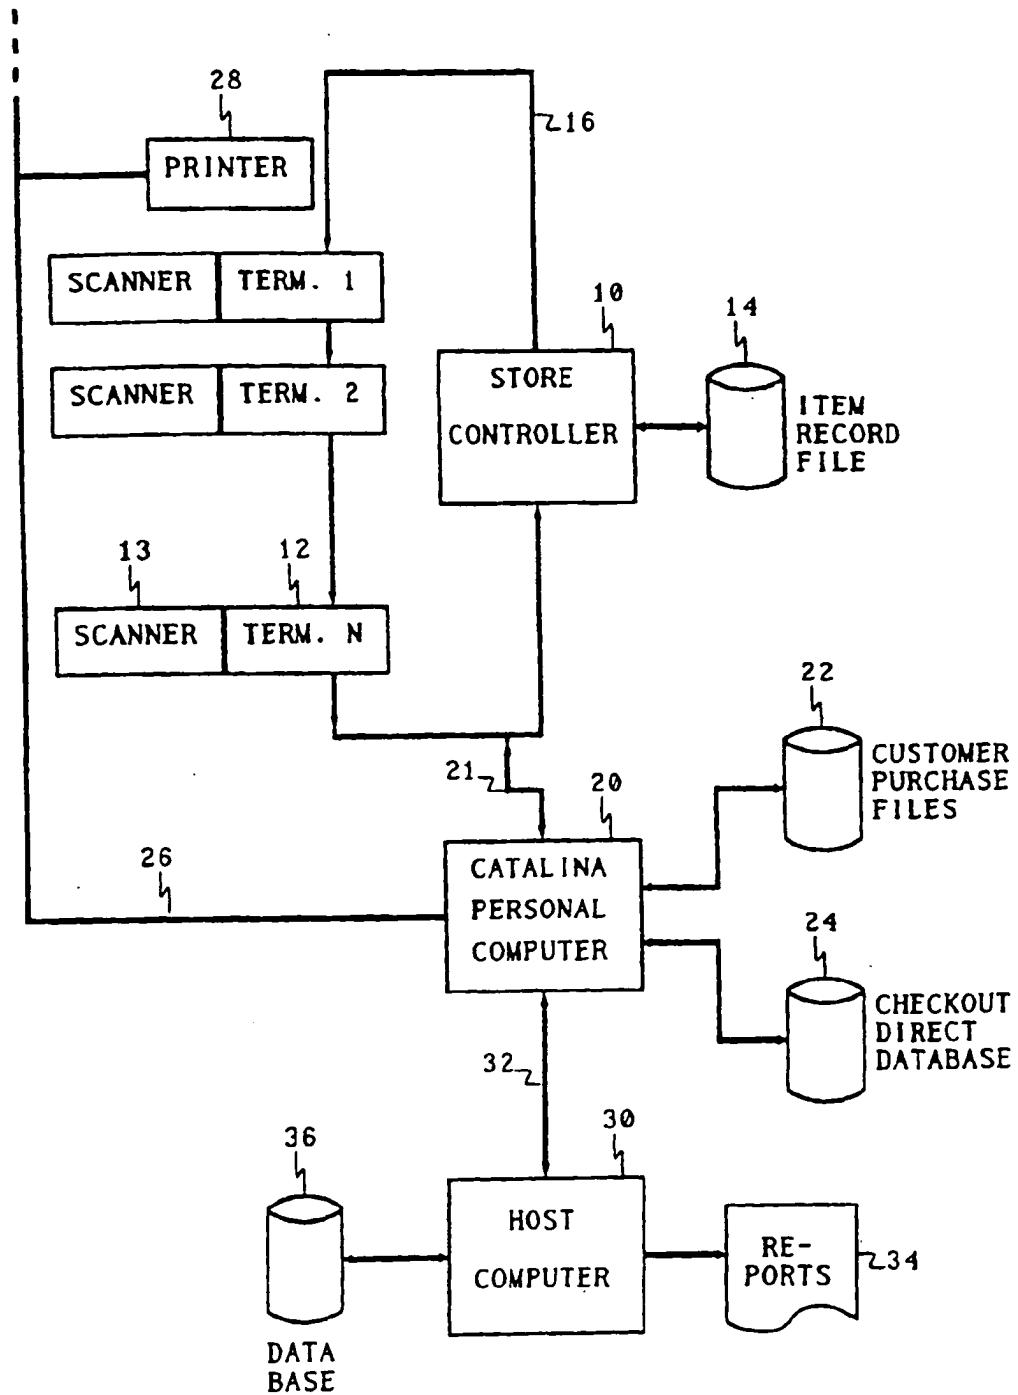 28
PRINTER
16
SCANNER TERM. 1
10
14
SCANNER TERM. 2
STORE
CONTROLLER
ITEM
RECORD
FILE
13
12
SCANNER TERM. N
22
CUSTOMER
PURCHASE
FILES
21
20
CATALINA
PERSONAL
COMPUTER
26
24
CHECKOUT
DIRECT
DATABASE
32
30
36
HOST
COMPUTER
RE-
PORTS
34
DATA
BASE